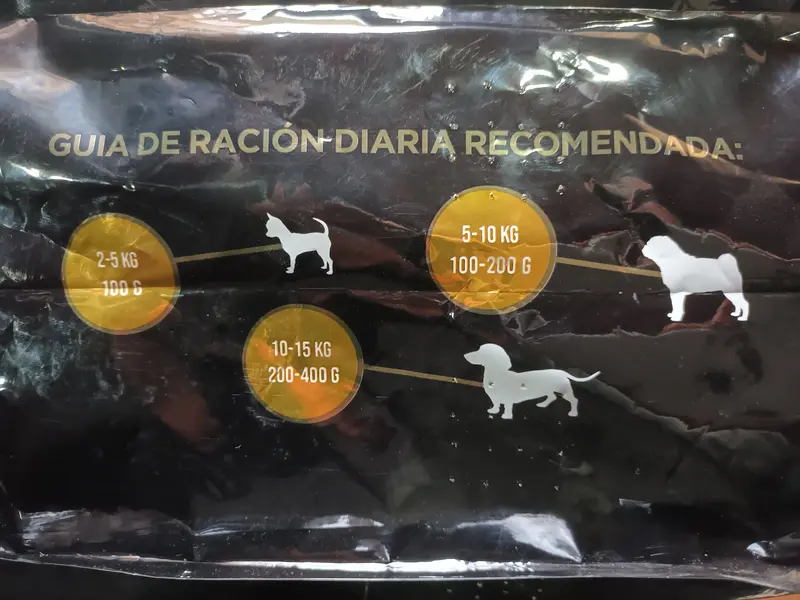 GUIA DE RACIÓN DIARIA RECOMENDADA:
2-5 KG
100 G
5-10 KG
100-200 G
10-15 KG
200-400 G